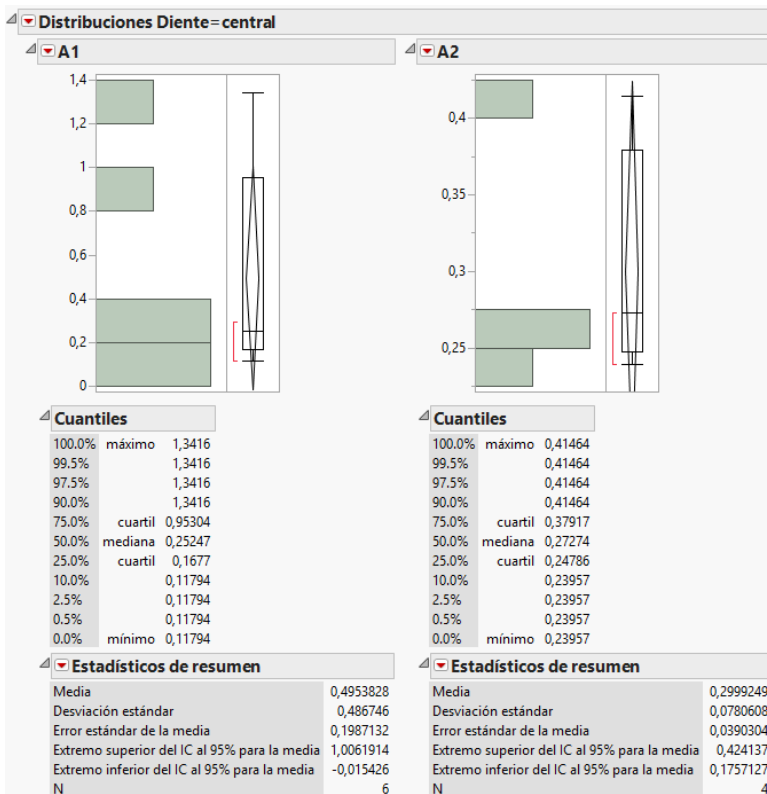 Distribuciones Diente=central
A1
1,4
1,2
1
0,8
0,6
0,4
0,2
0
Cuantiles
100.0% máximo 1,3416
99.5% 1,3416
97.5% 1,3416
90.0% 1,3416
75.0% cuartil 0,95304
50.0% mediana 0,25247
25.0% cuartil 0,1677
10.0% 0,11794
2.5% 0,11794
0.5% 0,11794
0.0% mínimo 0,11794
Estadísticos de resumen
Media 0,4953828
Desviación estándar 0,486746
Error estándar de la media 0,1987132
Extremo superior del IC al 95% para la media 1,0061914
Extremo inferior del IC al 95% para la media -0,015426
N 6
A2
0,4
0,35
0,3
0,25
Cuantiles
100.0% máximo 0,41464
99.5% 0,41464
97.5% 0,41464
90.0% 0,41464
75.0% cuartil 0,37917
50.0% mediana 0,27274
25.0% cuartil 0,24786
10.0% 0,23957
2.5% 0,23957
0.5% 0,23957
0.0% mínimo 0,23957
Estadísticos de resumen
Media 0,2999249
Desviación estándar 0,0780608
Error estándar de la media 0,0390304
Extremo superior del IC al 95% para la media 0,424137
Extremo inferior del IC al 95% para la media 0,1757127
N 4